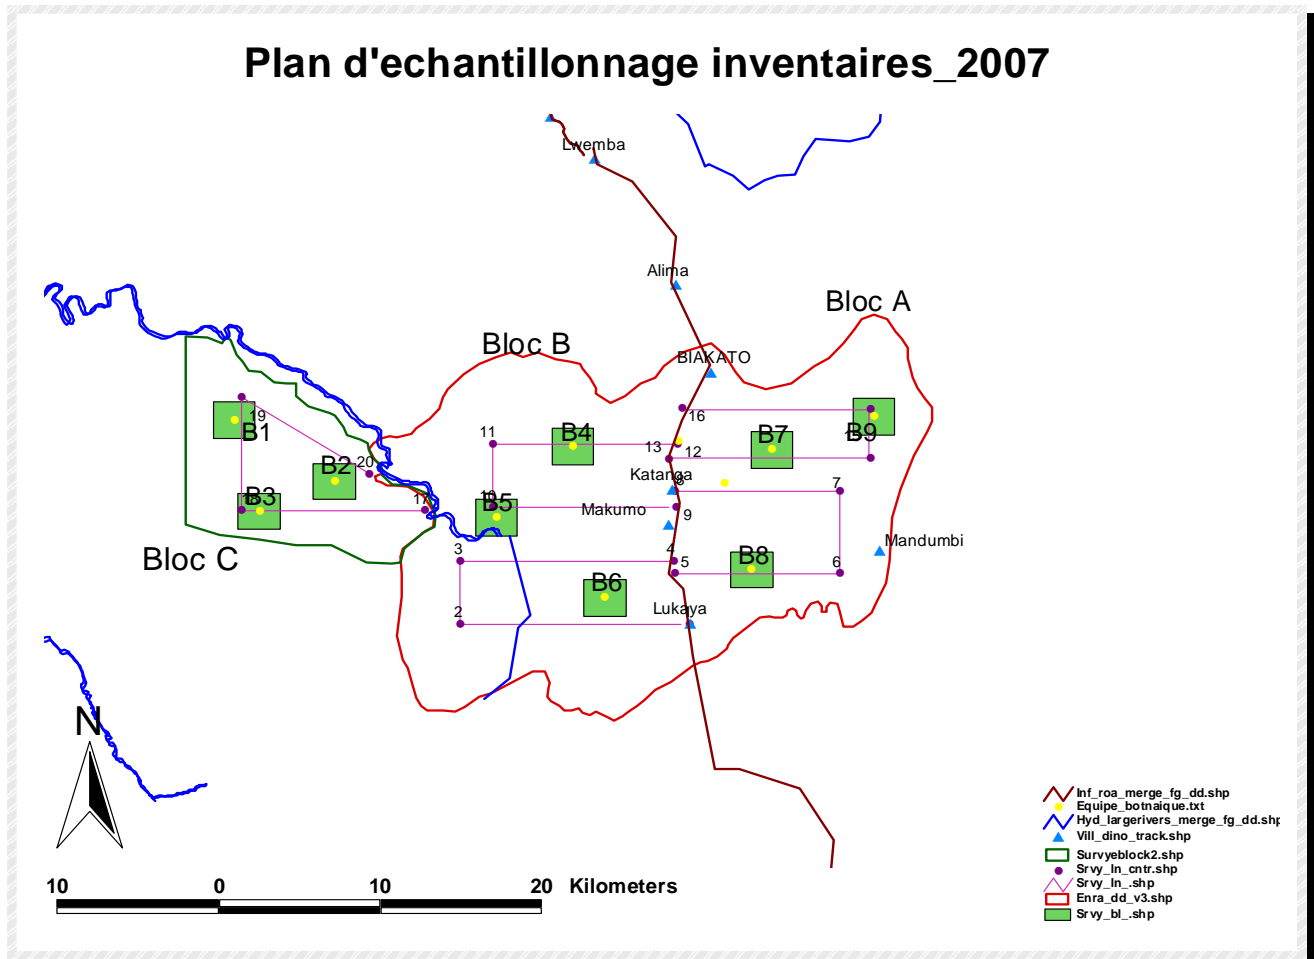 Plan d'echantillonnage inventaires_2007
Lwemba
Alima
Bloc A
Bloc B
BIAKATO
16
19
B1
11
B4
13
12
B7
B9
20
B2
Katanga
8
7
18
B3
17
10
B5
Makumo
9
Mandumbi
Bloc C
3
4
5
B8
6
B6
2
Lukaya
N
10 0 10 20 Kilometers
Inf_roa_merge_fg_dd.shp
Equipe_botnaique.txt
Hyd_largerivers_merge_fg_dd.shp
Vill_dino_track.shp
Survyeblock2.shp
Srvy_ln_cntr.shp
Srvy_ln_.shp
Enra_dd_v3.shp
Srvy_bl_.shp